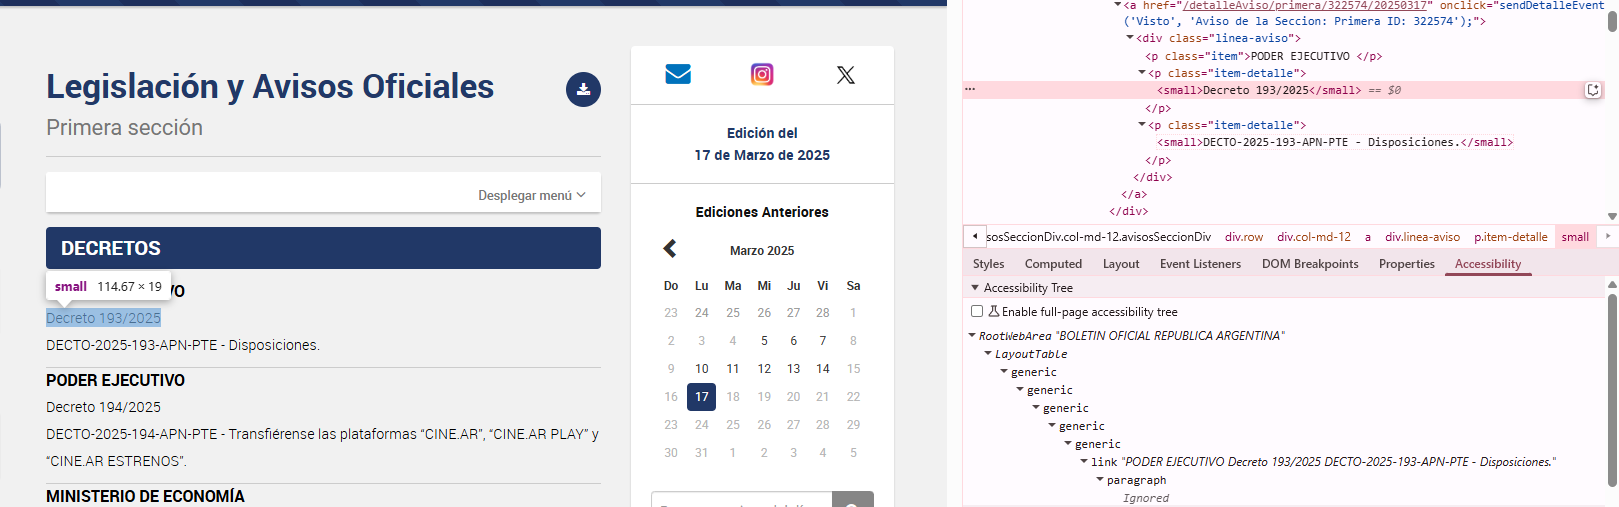 Legislación y Avisos Oficiales
Primera sección
Desplegar menú
DECRETOS
small 114.67 × 19
Decreto 193/2025
DECTO-2025-193-APN-PTE - Disposiciones.
PODER EJECUTIVO
Decreto 194/2025
DECTO-2025-194-APN-PTE - Transfiérense las plataformas “CINE.AR”, “CINE.AR PLAY” y
“CINE.AR ESTRENOS”.
MINISTERIO DE ECONOMÍA
Edición del
17 de Marzo de 2025
Ediciones Anteriores
Marzo 2025
Do Lu Ma Mi Ju Vi Sa
23 24 25 26 27 28 1
2 3 4 5 6 7 8
9 10 11 12 13 14 15
16 17 18 19 20 21 22
23 24 25 26 27 28 29
30 31 1 2 3 4 5
<a href="/detalleAviso/primera/322574/20250317" onclick="sendDetalleEvent
('Visto', 'Aviso de la Seccion: Primera ID: 322574');">
<div class="linea-aviso">
<p class="item">PODER EJECUTIVO </p>
<p class="item-detalle">
<small>Decreto 193/2025</small> == $0
</p>
<p class="item-detalle">
<small>DECTO-2025-193-APN-PTE - Disposiciones.</small>
</p>
</div>
</a>
</div>
sosSeccionDiv.col-md-12.avisosSeccionDiv div.row div.col-md-12 a div.linea-aviso p.item-detalle small
Styles Computed Layout Event Listeners DOM Breakpoints Properties Accessibility
Accessibility Tree
Enable full-page accessibility tree
RootWebArea "BOLETIN OFICIAL REPUBLICA ARGENTINA"
LayoutTable
generic
generic
generic
generic
generic
link "PODER EJECUTIVO Decreto 193/2025 DECTO-2025-193-APN-PTE - Disposiciones."
paragraph
Ignored